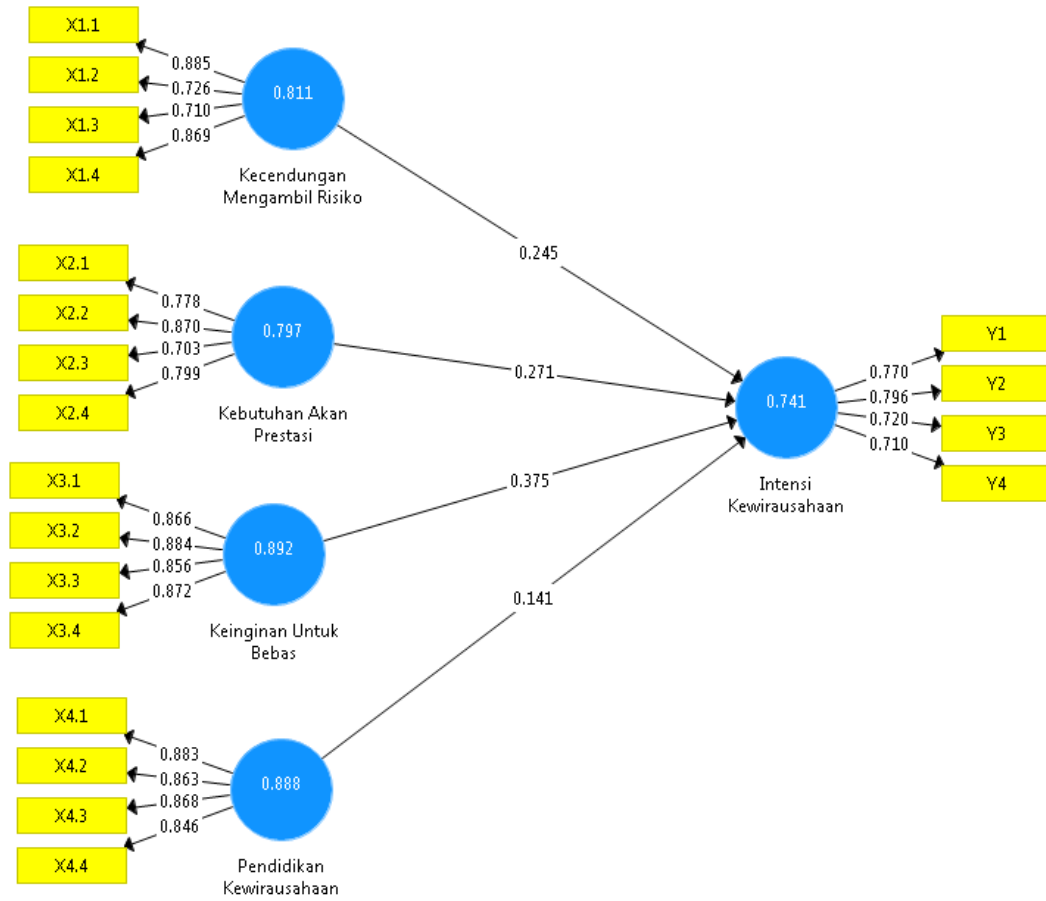 X1.1
X1.2
X1.3
X1.4
0.885
0.726
0.710
0.869
0.811
Kecendungan
Mengambil Risiko
0.245
X2.1
X2.2
X2.3
X2.4
0.778
0.870
0.703
0.799
0.797
Kebutuhan Akan
Prestasi
0.271
X3.1
X3.2
X3.3
X3.4
0.866
0.884
0.856
0.872
0.892
Keinginan Untuk
Bebas
0.375
X4.1
X4.2
X4.3
X4.4
0.883
0.863
0.868
0.846
0.888
Pendidikan
Kewirausahaan
0.141
0.741
Intensi
Kewirausahaan
0.770
0.796
0.720
0.710
Y1
Y2
Y3
Y4